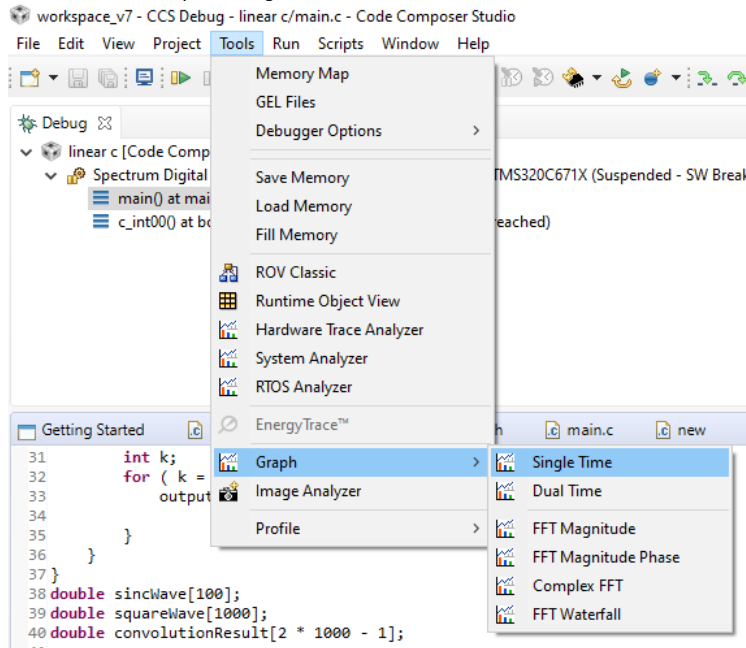 workspace_v7 - CCS Debug - linear c/main.c - Code Composer Studio
File Edit View Project Tools Run Scripts Window Help
Memory Map
GEL Files
Debugger Options
Save Memory
Load Memory
Fill Memory
ROV Classic
Runtime Object View
Hardware Trace Analyzer
System Analyzer
RTOS Analyzer
EnergyTrace™
Graph
Image Analyzer
Profile
Single Time
Dual Time
FFT Magnitude
FFT Magnitude Phase
Complex FFT
FFT Waterfall
Debug
linear c [Code Comp
Spectrum Digital TMS320C671X (Suspended - SW Break
main() at mai
c_int00() at bo eached)
Getting Started .c h .c main.c .c new
31 int k;
32 for ( k =
33 output
34
35 }
36 }
37 }
38 double sincWave[100];
39 double squareWave[1000];
40 double convolutionResult[2 * 1000 - 1];